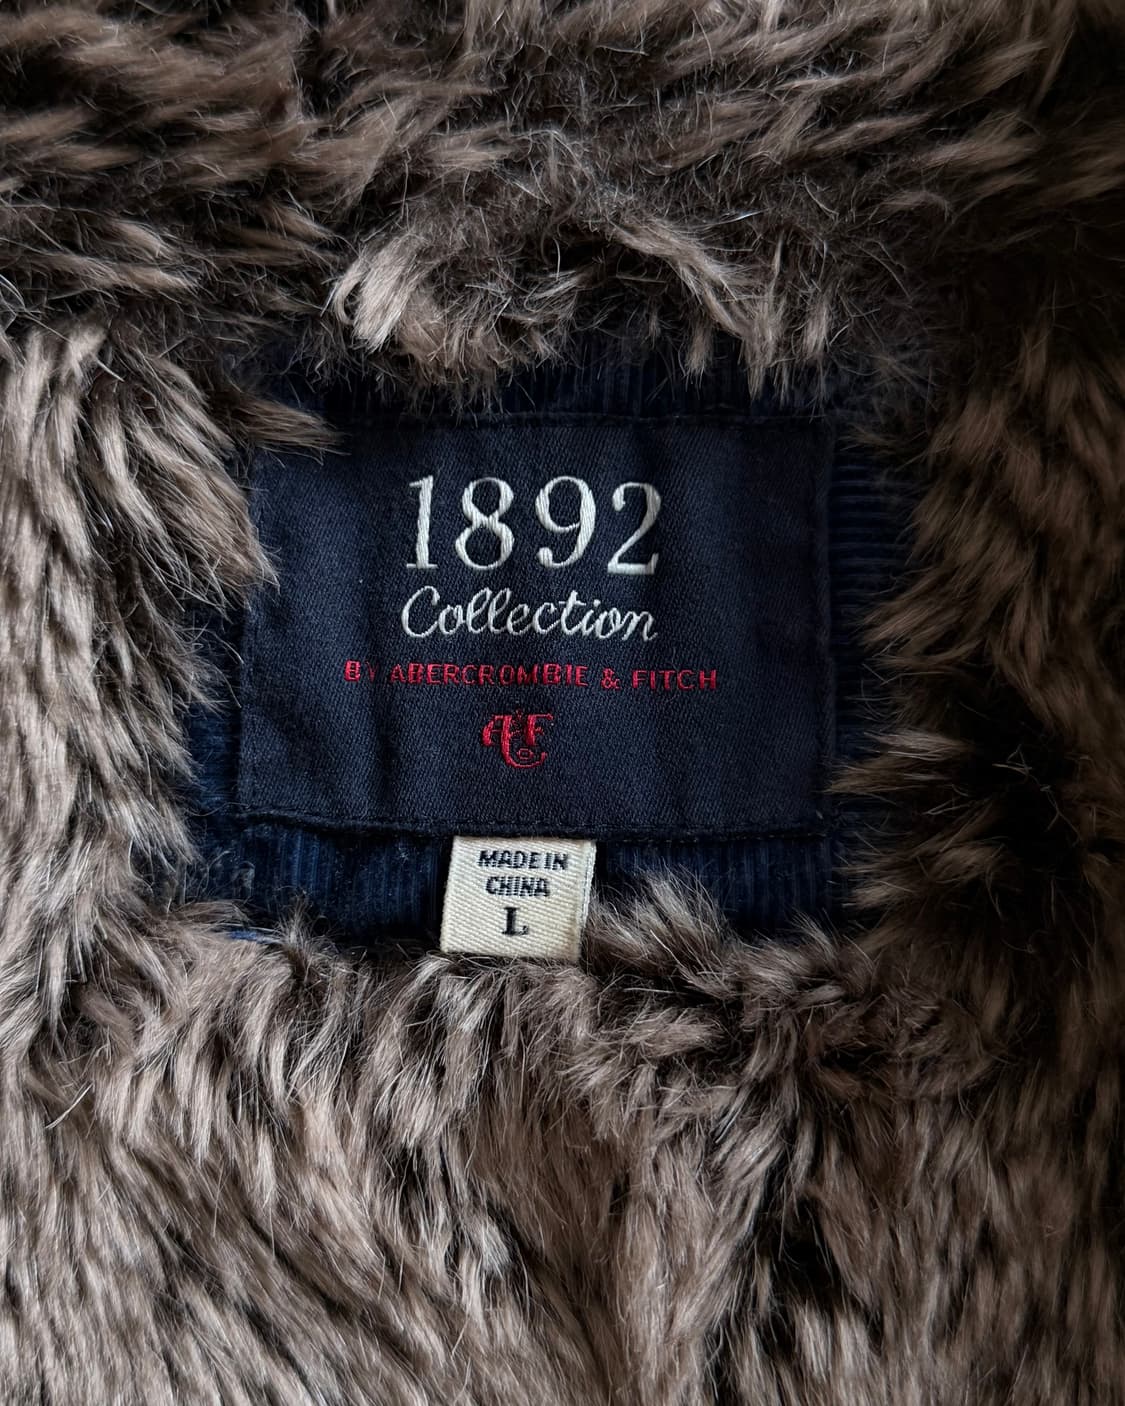 1892
Collection
BY ABERCROMBIE & FITCH
MADE IN
CHINA
L